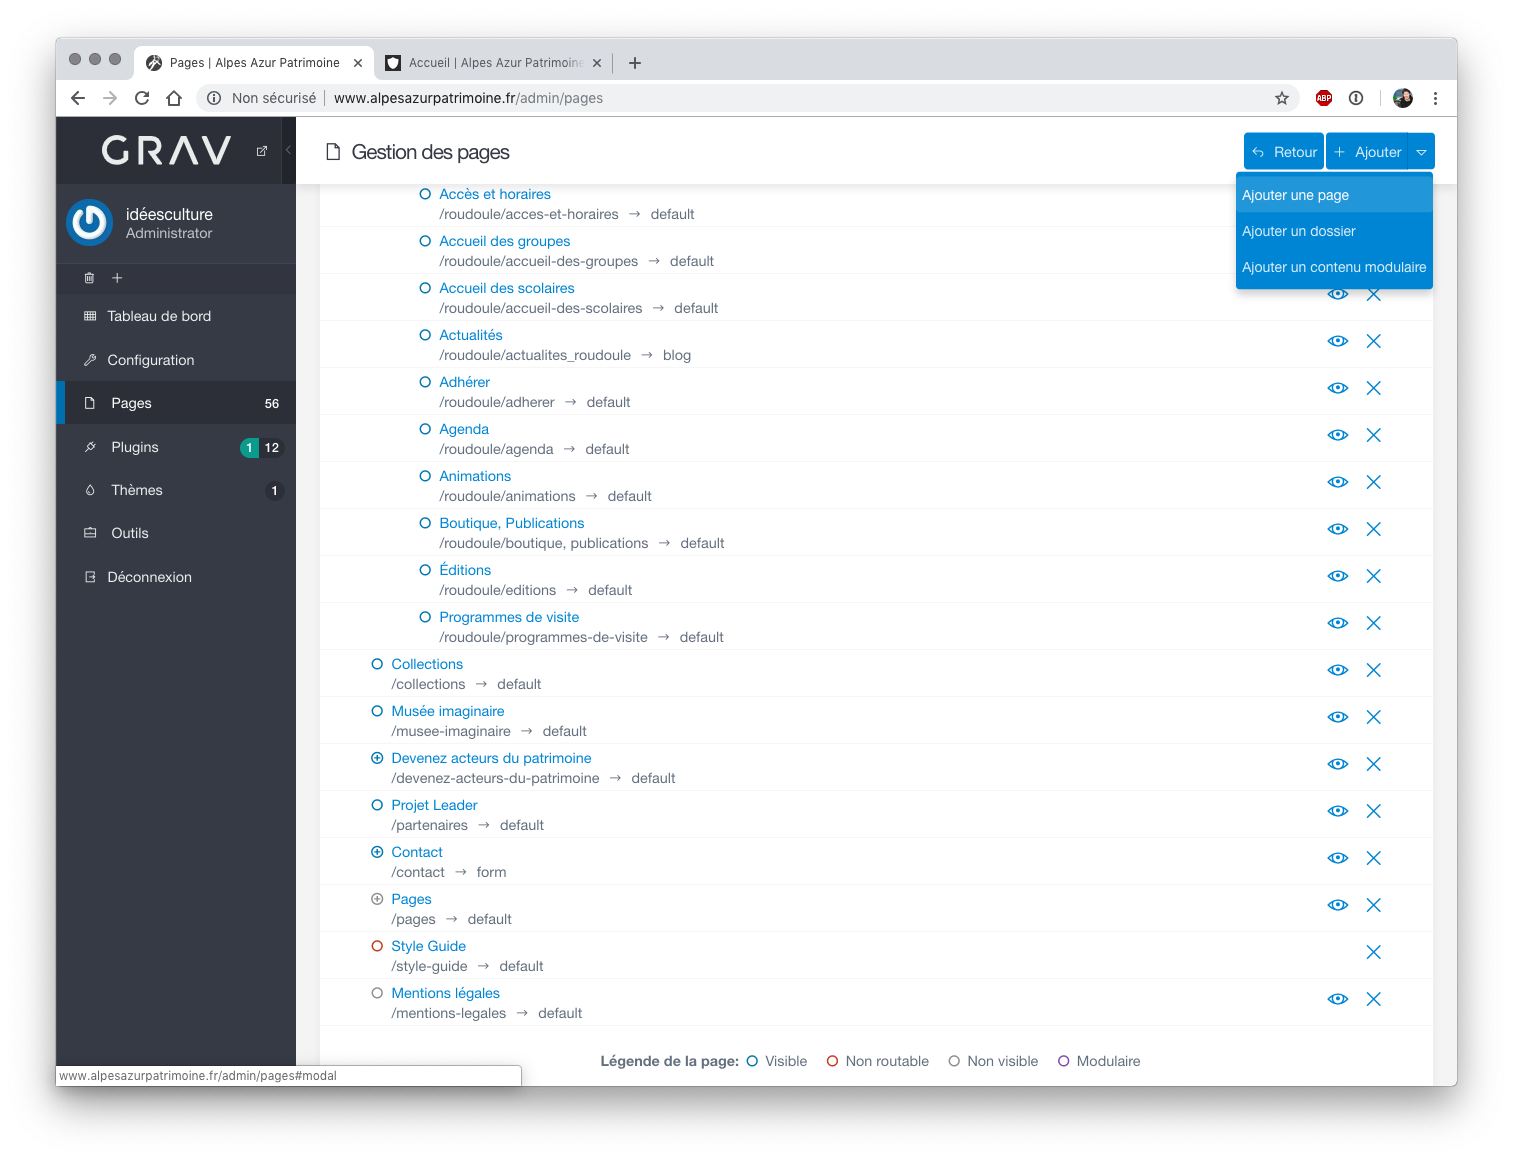 Pages | Alpes Azur Patrimoine
Accueil | Alpes Azur Patrimoine
Non sécurisé
www.alpesazurpatrimoine.fr/admin/pages
ABP
GRAV
Gestion des pages
Retour
Ajouter
Ajouter une page
Ajouter un dossier
Ajouter un contenu modulaire
idéesculture
Administrator
Tableau de bord
Configuration
Pages 56
Plugins 1 12
Thèmes 1
Outils
Déconnexion
Accès et horaires
/roudoule/acces-et-horaires → default
Accueil des groupes
/roudoule/accueil-des-groupes → default
Accueil des scolaires
/roudoule/accueil-des-scolaires → default
Actualités
/roudoule/actualites_roudoule → blog
Adhérer
/roudoule/adherer → default
Agenda
/roudoule/agenda → default
Animations
/roudoule/animations → default
Boutique, Publications
/roudoule/boutique, publications → default
Éditions
/roudoule/editions → default
Programmes de visite
/roudoule/programmes-de-visite → default
Collections
/collections → default
Musée imaginaire
/musee-imaginaire → default
Devenez acteurs du patrimoine
/devenez-acteurs-du-patrimoine → default
Projet Leader
/partenaires → default
Contact
/contact → form
Pages
/pages → default
Style Guide
/style-guide → default
Mentions légales
/mentions-legales → default
Légende de la page: Visible Non routable Non visible Modulaire
www.alpesazurpatrimoine.fr/admin/pages#modal